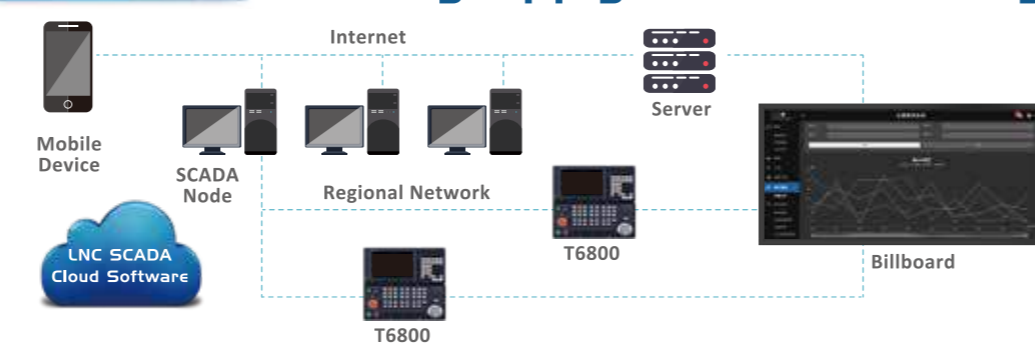 Internet
Server
Mobile
Device
SCADA
Node
Regional Network
T6800
LNC SCADA
Cloud Software
Billboard
T6800